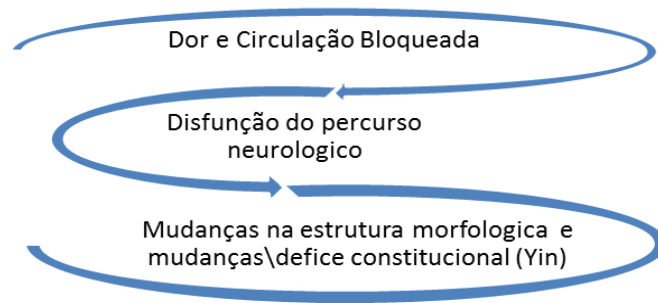 Dor e Circulação Bloqueada
Disfunção do percurso
neurologico
Mudanças na estrutura morfologica e
mudanças\defice constitucional (Yin)